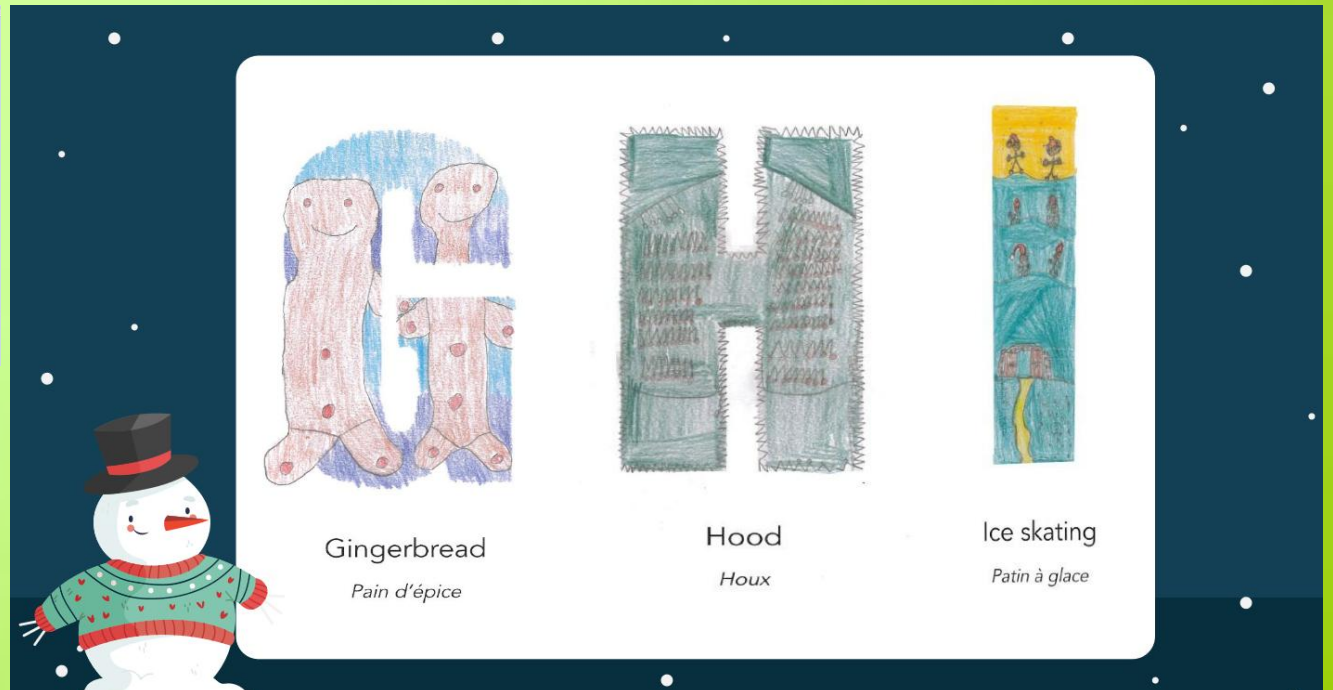 G H I
Gingerbread
Pain d'épice
Hood
Houx
Ice skating
Patin à glace